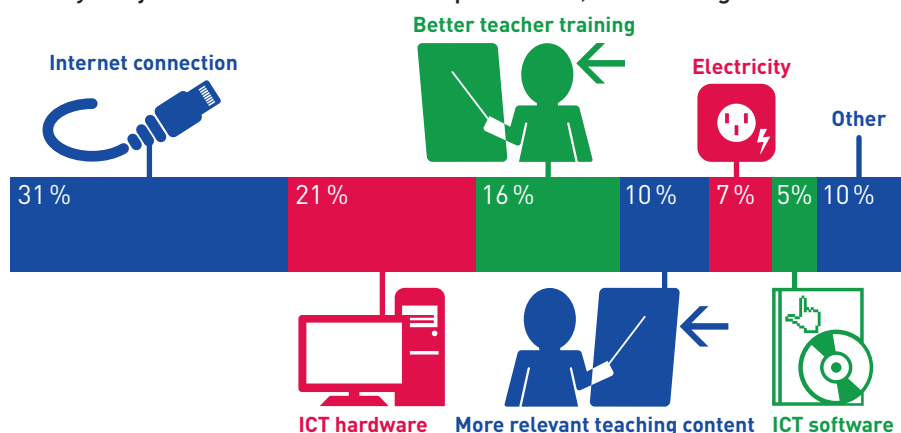 Better teacher training
Internet connection
Electricity
Other
31 %
21 %
16 %
10 %
7 %
5%
10 %
ICT hardware
More relevant teaching content
ICT software